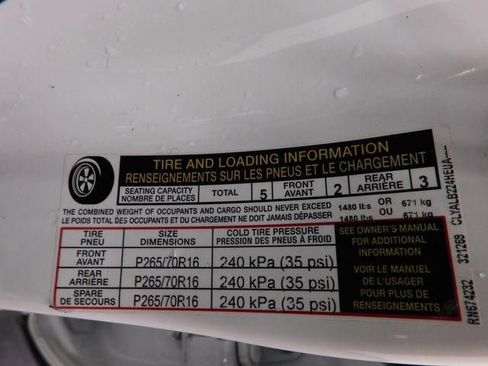 TIRE AND LOADING INFORMATION
RENSEIGNEMENTS SUR LES PNEUS ET LE CHARGEMENT
SEATING CAPACITY
NOMBRE DE PLACES
TOTAL 5
FRONT
AVANT 2
REAR
ARRIÈRE 3
THE COMBINED WEIGHT OF OCCUPANTS AND CARGO SHOULD NEVER EXCEED 1480 lbs OR 671 kg
LE POIDS TOTAL DES OCCUPANTS ET DU CHARGEMENT NE DOIT JAMAIS DÉPASSER 1480 lbs OU 671 kg
TIRE
PNEU
SIZE
DIMENSIONS
COLD TIRE PRESSURE
PRESSION DES PNEUS À FROID
FRONT
AVANT
P265/70R16 240 kPa (35 psi)
REAR
ARRIÈRE
P265/70R16 240 kPa (35 psi)
SPARE
DE SECOURS
P265/70R16 240 kPa (35 psi)
SEE OWNER'S MANUAL
FOR ADDITIONAL
INFORMATION
VOIR LE MANUEL
DE L'USAGER
POUR PLUS DE
RENSEIGNEMENTS
RN674232
321268